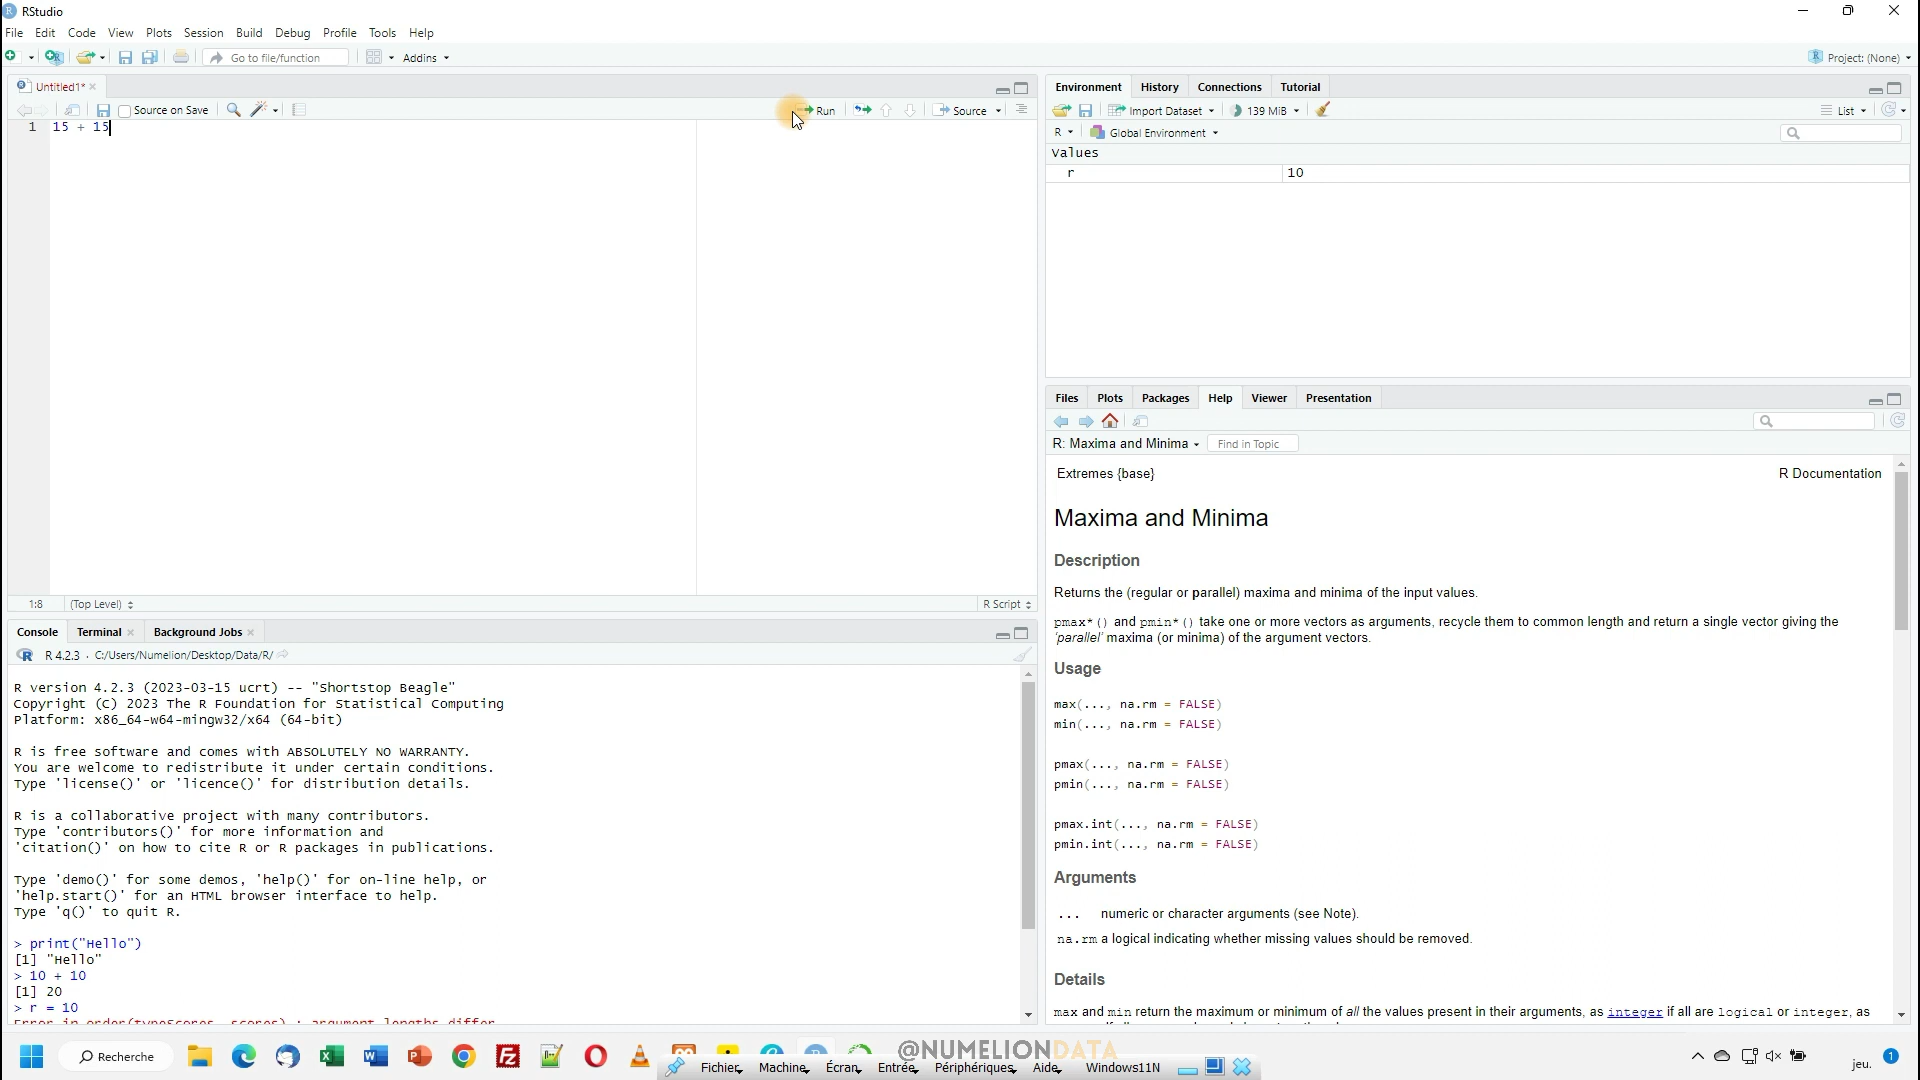 RStudio
File Edit Code View Plots Session Build Debug Profile Tools Help
Go to file/function Addins Project: (None)
Untitled1*
Source on Save Run Source
1 15 + 15
1:8 (Top Level) R Script
Console Terminal Background Jobs
R 4.2.3 · C:/Users/Numelion/Desktop/Data/R/
R version 4.2.3 (2023-03-15 ucrt) -- "Shortstop Beagle"
Copyright (C) 2023 The R Foundation for Statistical Computing
Platform: x86_64-w64-mingw32/x64 (64-bit)
R is free software and comes with ABSOLUTELY NO WARRANTY.
You are welcome to redistribute it under certain conditions.
Type 'license()' or 'licence()' for distribution details.
R is a collaborative project with many contributors.
Type 'contributors()' for more information and
'citation()' on how to cite R or R packages in publications.
Type 'demo()' for some demos, 'help()' for on-line help, or
'help.start()' for an HTML browser interface to help.
Type 'q()' to quit R.
> print("Hello")
[1] "Hello"
> 10 + 10
[1] 20
> r = 10
Error in order(typeScores, scores) : argument lengths differ
Environment History Connections Tutorial
Import Dataset 139 MiB List
R Global Environment
Values
r 10
Files Plots Packages Help Viewer Presentation
R: Maxima and Minima Find in Topic
Extremes {base} R Documentation
Maxima and Minima
Description
Returns the (regular or parallel) maxima and minima of the input values.
pmax*() and pmin*() take one or more vectors as arguments, recycle them to common length and return a single vector giving the
'parallel' maxima (or minima) of the argument vectors.
Usage
max(..., na.rm = FALSE)
min(..., na.rm = FALSE)
pmax(..., na.rm = FALSE)
pmin(..., na.rm = FALSE)
pmax.int(..., na.rm = FALSE)
pmin.int(..., na.rm = FALSE)
Arguments
... numeric or character arguments (see Note).
na.rm a logical indicating whether missing values should be removed.
Details
max and min return the maximum or minimum of all the values present in their arguments, as integer if all are logical or integer, as
Recherche
@NUMELIONDATA
Fichier Machine Écran Entrée Périphériques Aide Windows11N
jeu. 1